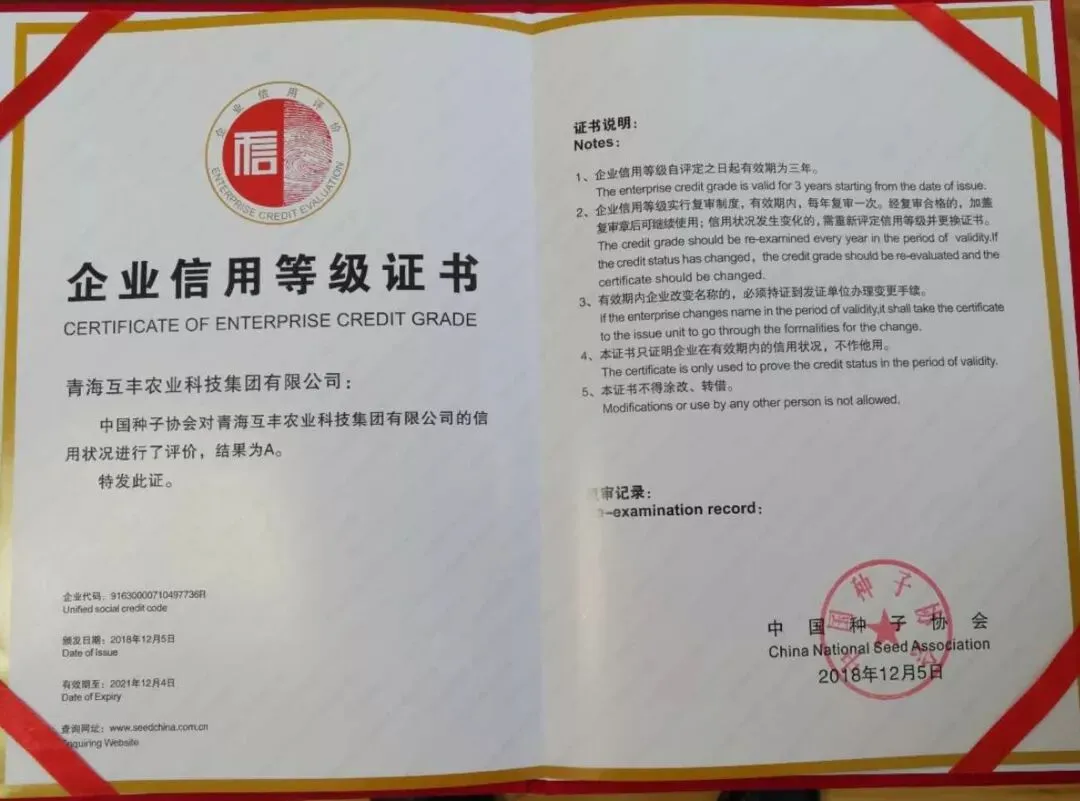 企业信用评价
信
ENTERPRISE CREDIT EVALUATION
企业信用等级证书
CERTIFICATE OF ENTERPRISE CREDIT GRADE
青海互丰农业科技集团有限公司：
中国种子协会对青海互丰农业科技集团有限公司的信
用状况进行了评价，结果为A。
特发此证。
企业代码：91630000710497736R
Unified social credit code
颁发日期：2018年12月5日
Date of issue
有效期至：2021年12月4日
Date of Expiry
查询网址：www.seedchina.com.cn
Enquiring Website
证书说明：
Notes：
1、企业信用等级自评定之日起有效期为三年。
The enterprise credit grade is valid for 3 years starting from the date of issue.
2、企业信用等级实行复审制度，有效期内，每年复审一次。经复审合格的，加盖
复审章后可继续使用；信用状况发生变化的，需重新评定信用等级并更换证书。
The credit grade should be re-examined every year in the period of validity.If
the credit status has changed, the credit grade should be re-evaluated and the
certificate should be changed.
3、有效期内企业改变名称的，必须持证到发证单位办理变更手续。
If the enterprise changes name in the period of validity,it shall take the certificate
to the issue unit to go through the formalities for the change.
4、本证书只证明企业在有效期内的信用状况，不作他用。
The certificate is only used to prove the credit status in the period of validity.
5、本证书不得涂改、转借。
Modifications or use by any other person is not allowed.
复审记录：
Re-examination record：
中国种子协会
中国种子协会
China National Seed Association
2018年12月5日